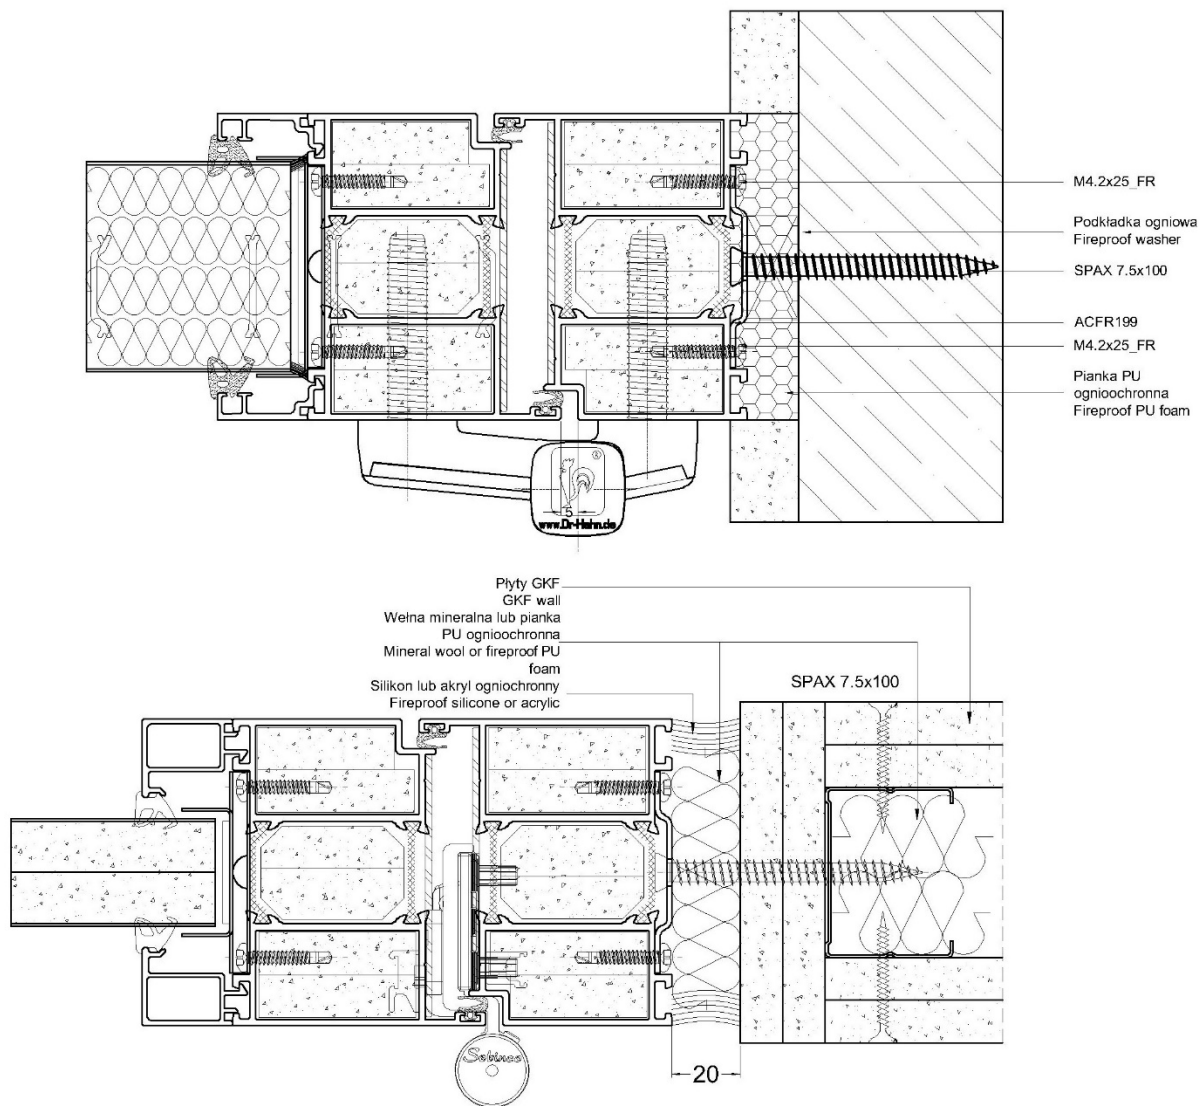 M4.2x25_FR
Podkładka ogniowa
Fireproof washer
SPAX 7.5x100
ACFR199
M4.2x25_FR
Pianka PU
ognioochronna
Fireproof PU foam
5
www.Dr-Hahn.de
Płyty GKF
GKF wall
Wełna mineralna lub pianka
PU ognioochronna
Mineral wool or fireproof PU
foam
Silikon lub akryl ogniochronny
Fireproof silicone or acrylic
SPAX 7.5x100
20